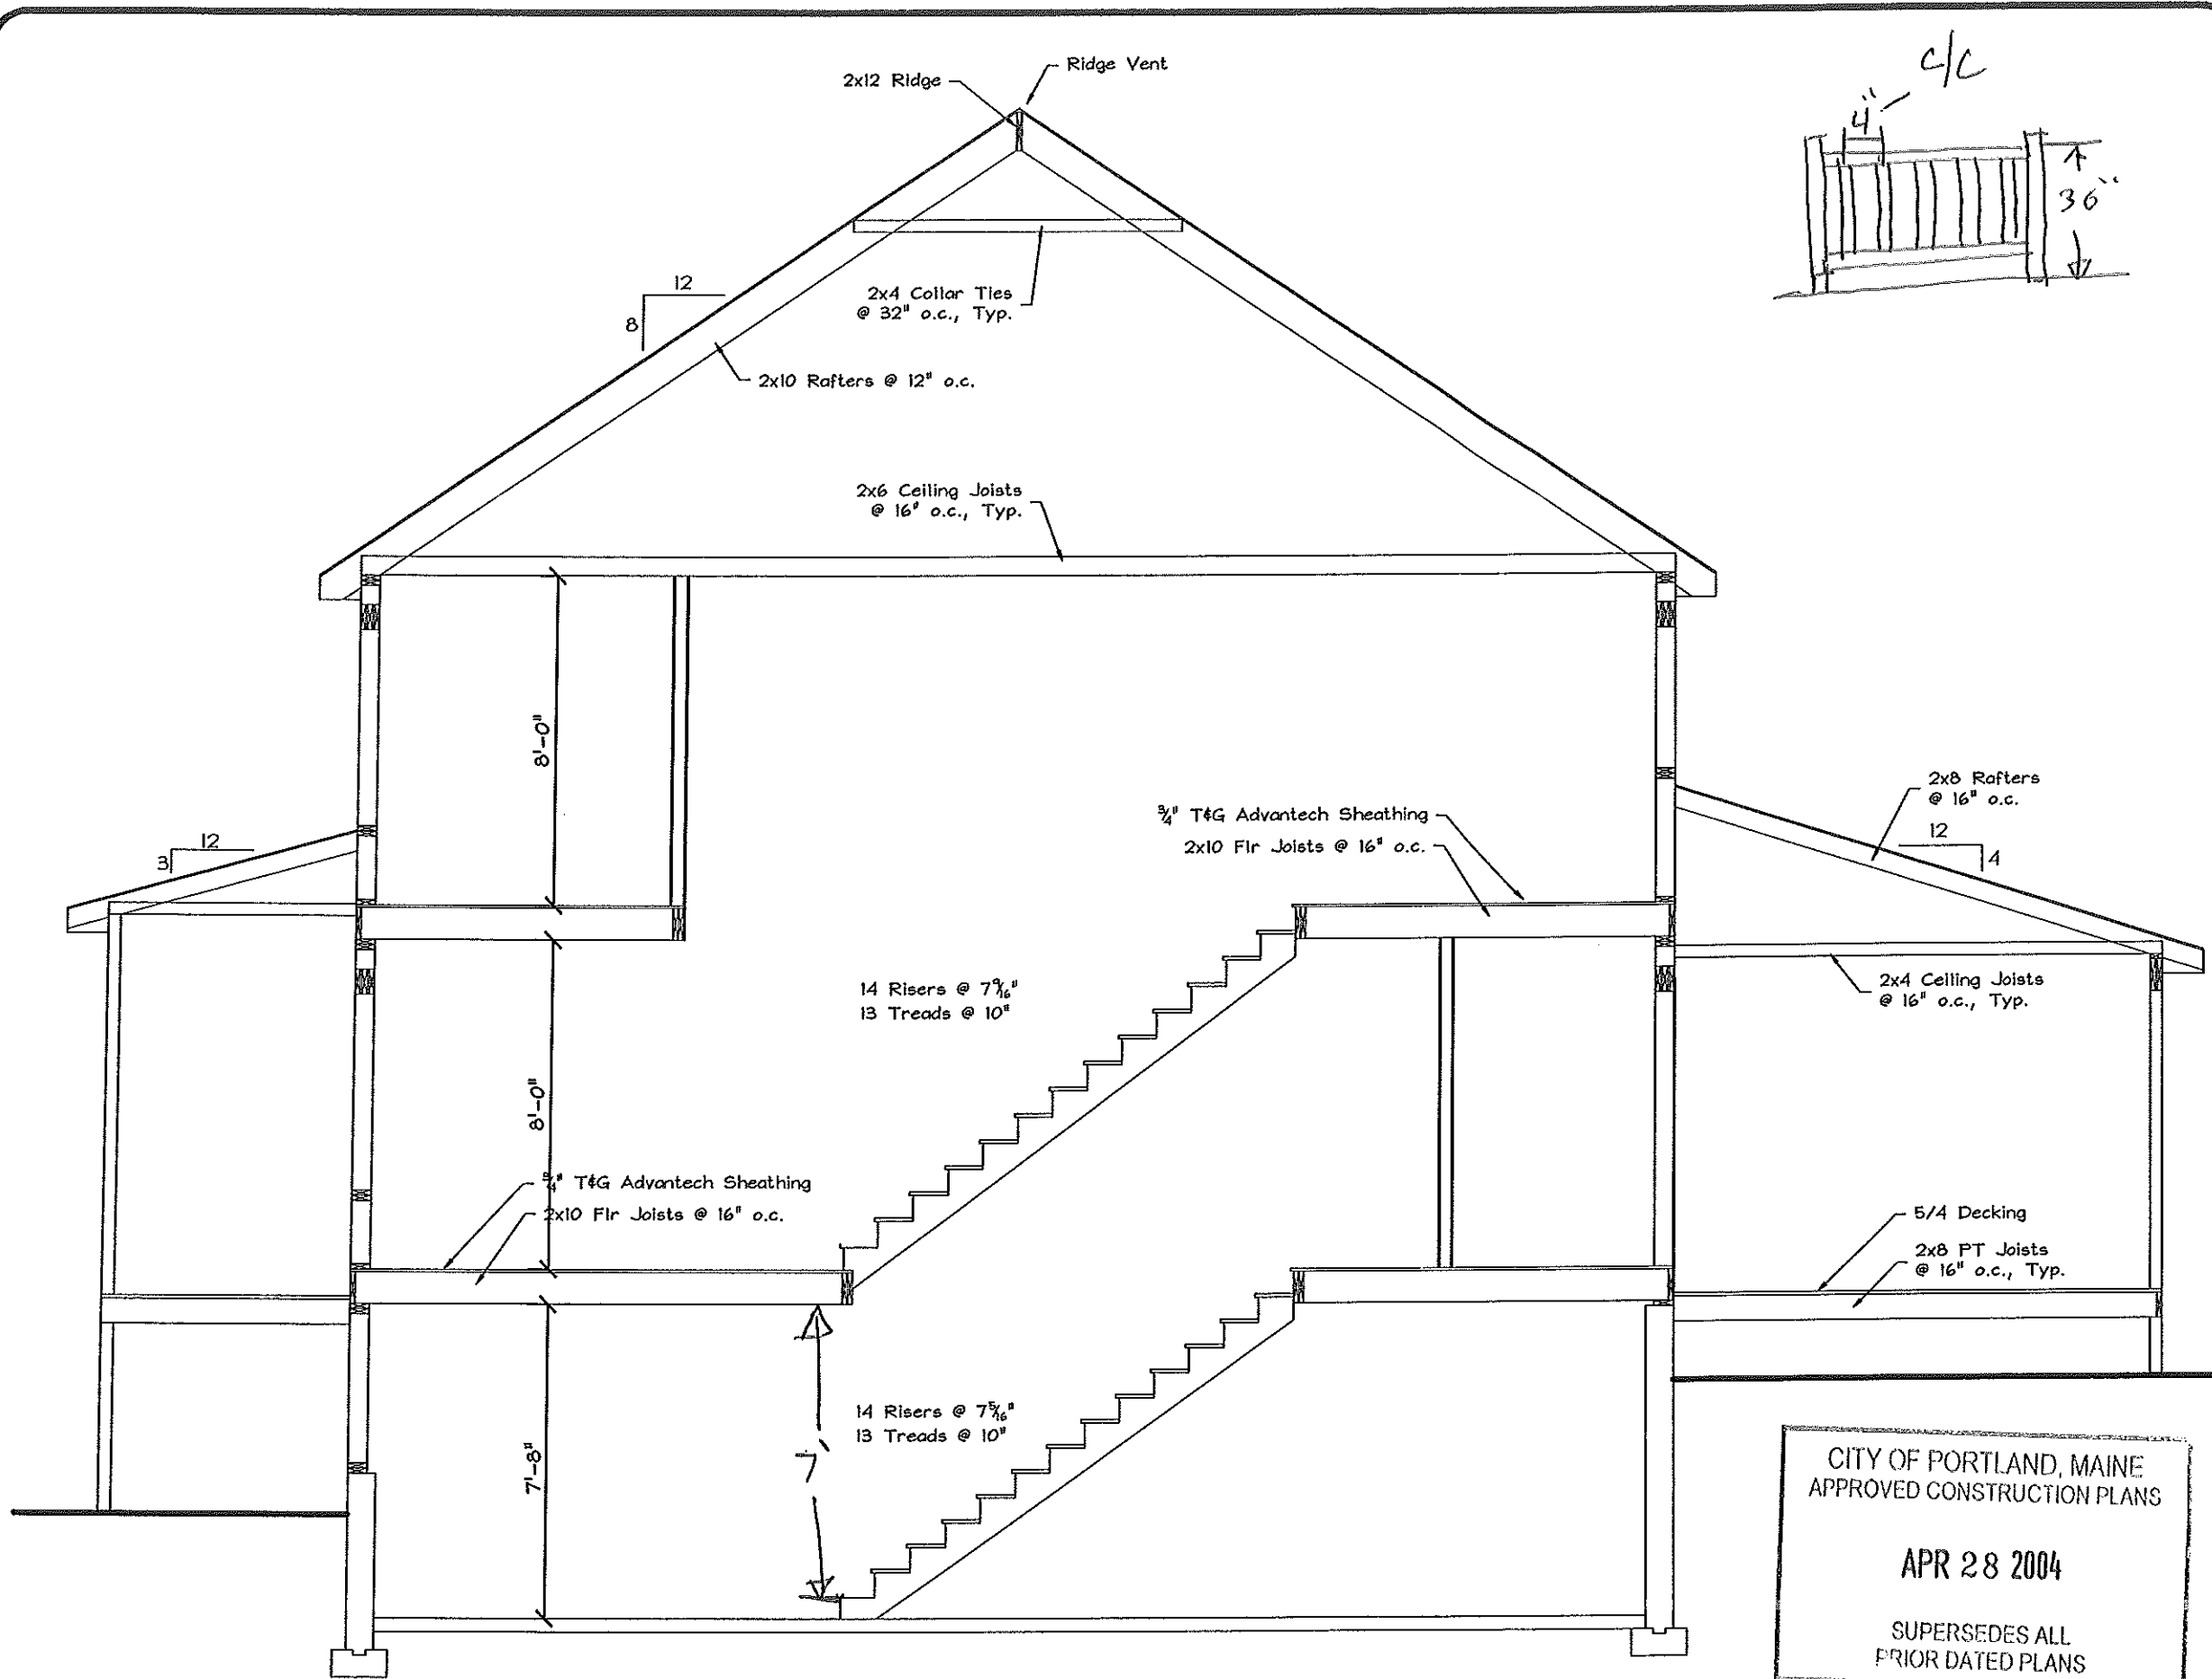 2x12 Ridge
Ridge Vent
C/C
4"
36"
2x4 Collar Ties
@ 32" o.c., Typ.
12
8
2x10 Rafters @ 12" o.c.
2x6 Ceiling Joists
@ 16" o.c., Typ.
8'-0"
3/4" T&G Advantech Sheathing
2x10 Flr Joists @ 16" o.c.
2x8 Rafters
@ 16" o.c.
12
4
12
3
2x4 Ceiling Joists
@ 16" o.c., Typ.
14 Risers @ 7 9/16"
13 Treads @ 10"
8'-0"
3/4" T&G Advantech Sheathing
2x10 Flr Joists @ 16" o.c.
5/4 Decking
2x8 PT Joists
@ 16" o.c., Typ.
14 Risers @ 7 5/16"
13 Treads @ 10"
7'
7'-8"
CITY OF PORTLAND, MAINE
APPROVED CONSTRUCTION PLANS
APR 28 2004
SUPERSEDES ALL
PRIOR DATED PLANS